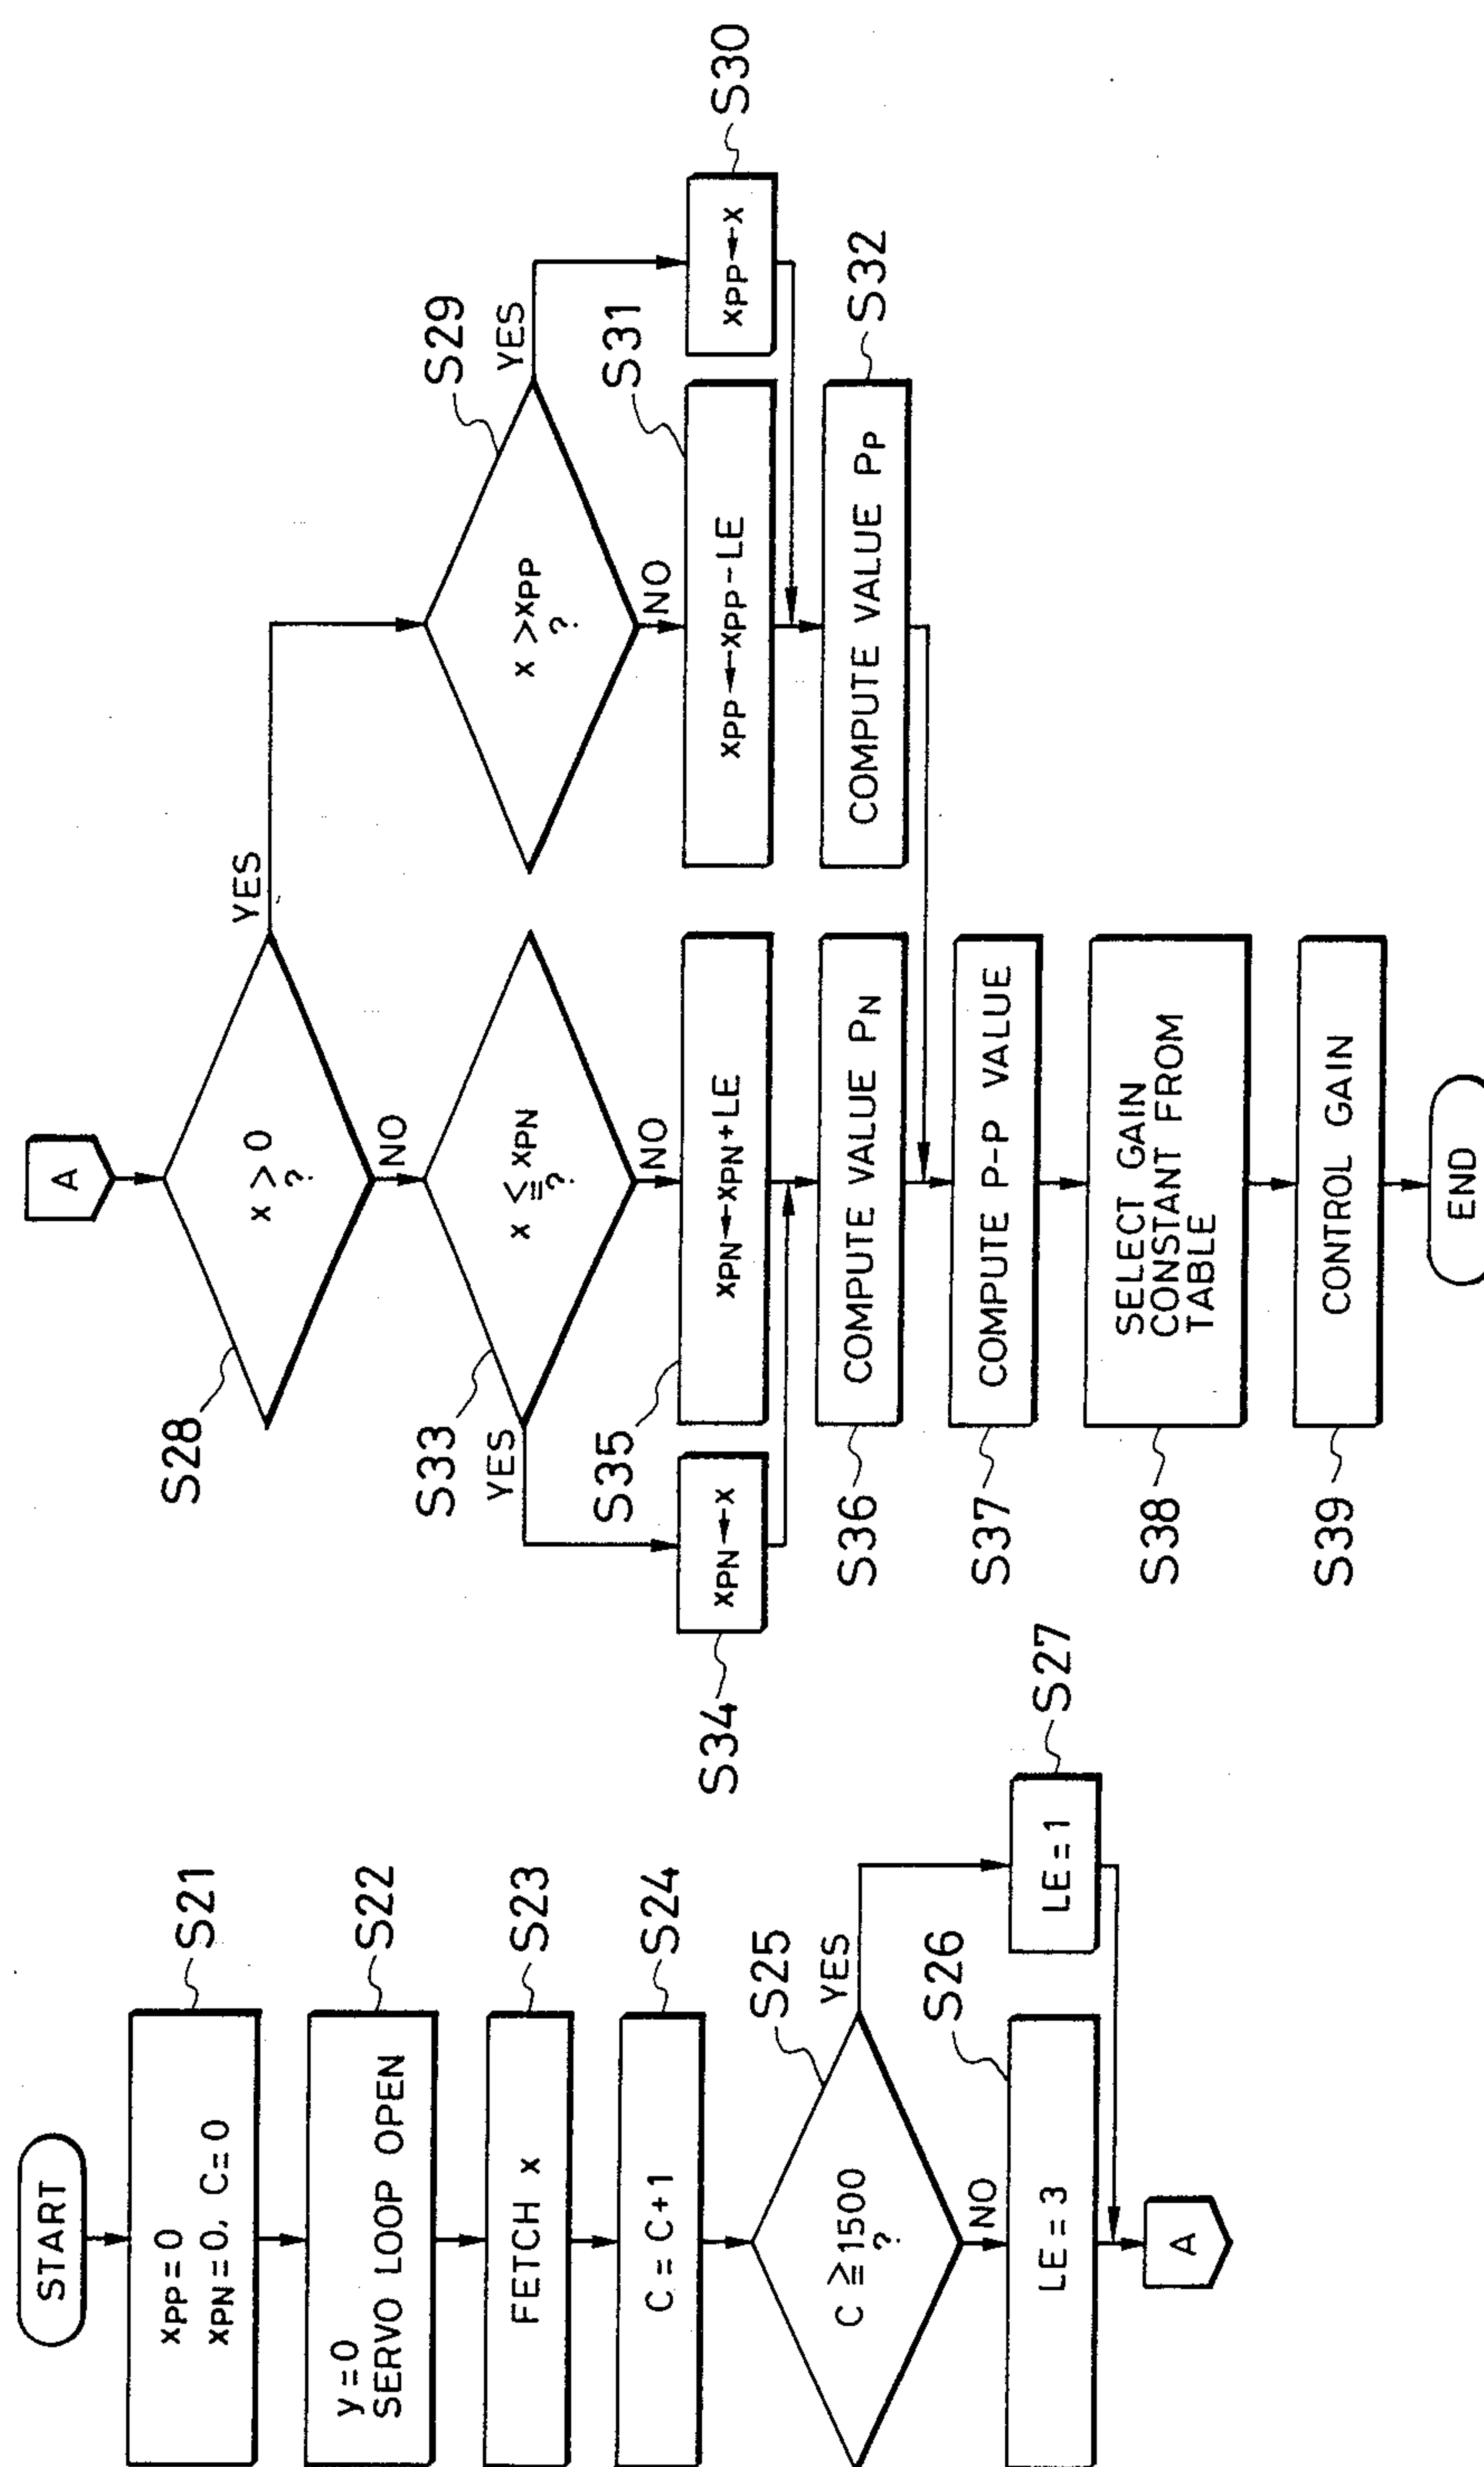 START
xPP=0
xPN=0, C=0
S21
y=0
SERVO LOOP OPEN
S22
FETCH x
S23
C=C+1
S24
C≧1500
?
S25
YES
NO
LE=3
S26
LE=1
S27
A
A
x>0
?
S28
YES
NO
x≦xPN
?
S33
YES
NO
x>xPP
?
S29
YES
NO
xPN←x
S34
xPN←xPN+LE
S35
xPP←xPP-LE
S31
xPP←x
S30
COMPUTE VALUE PN
S36
COMPUTE VALUE PP
S32
COMPUTE P-P VALUE
S37
SELECT GAIN
CONSTANT FROM
TABLE
S38
CONTROL GAIN
S39
END